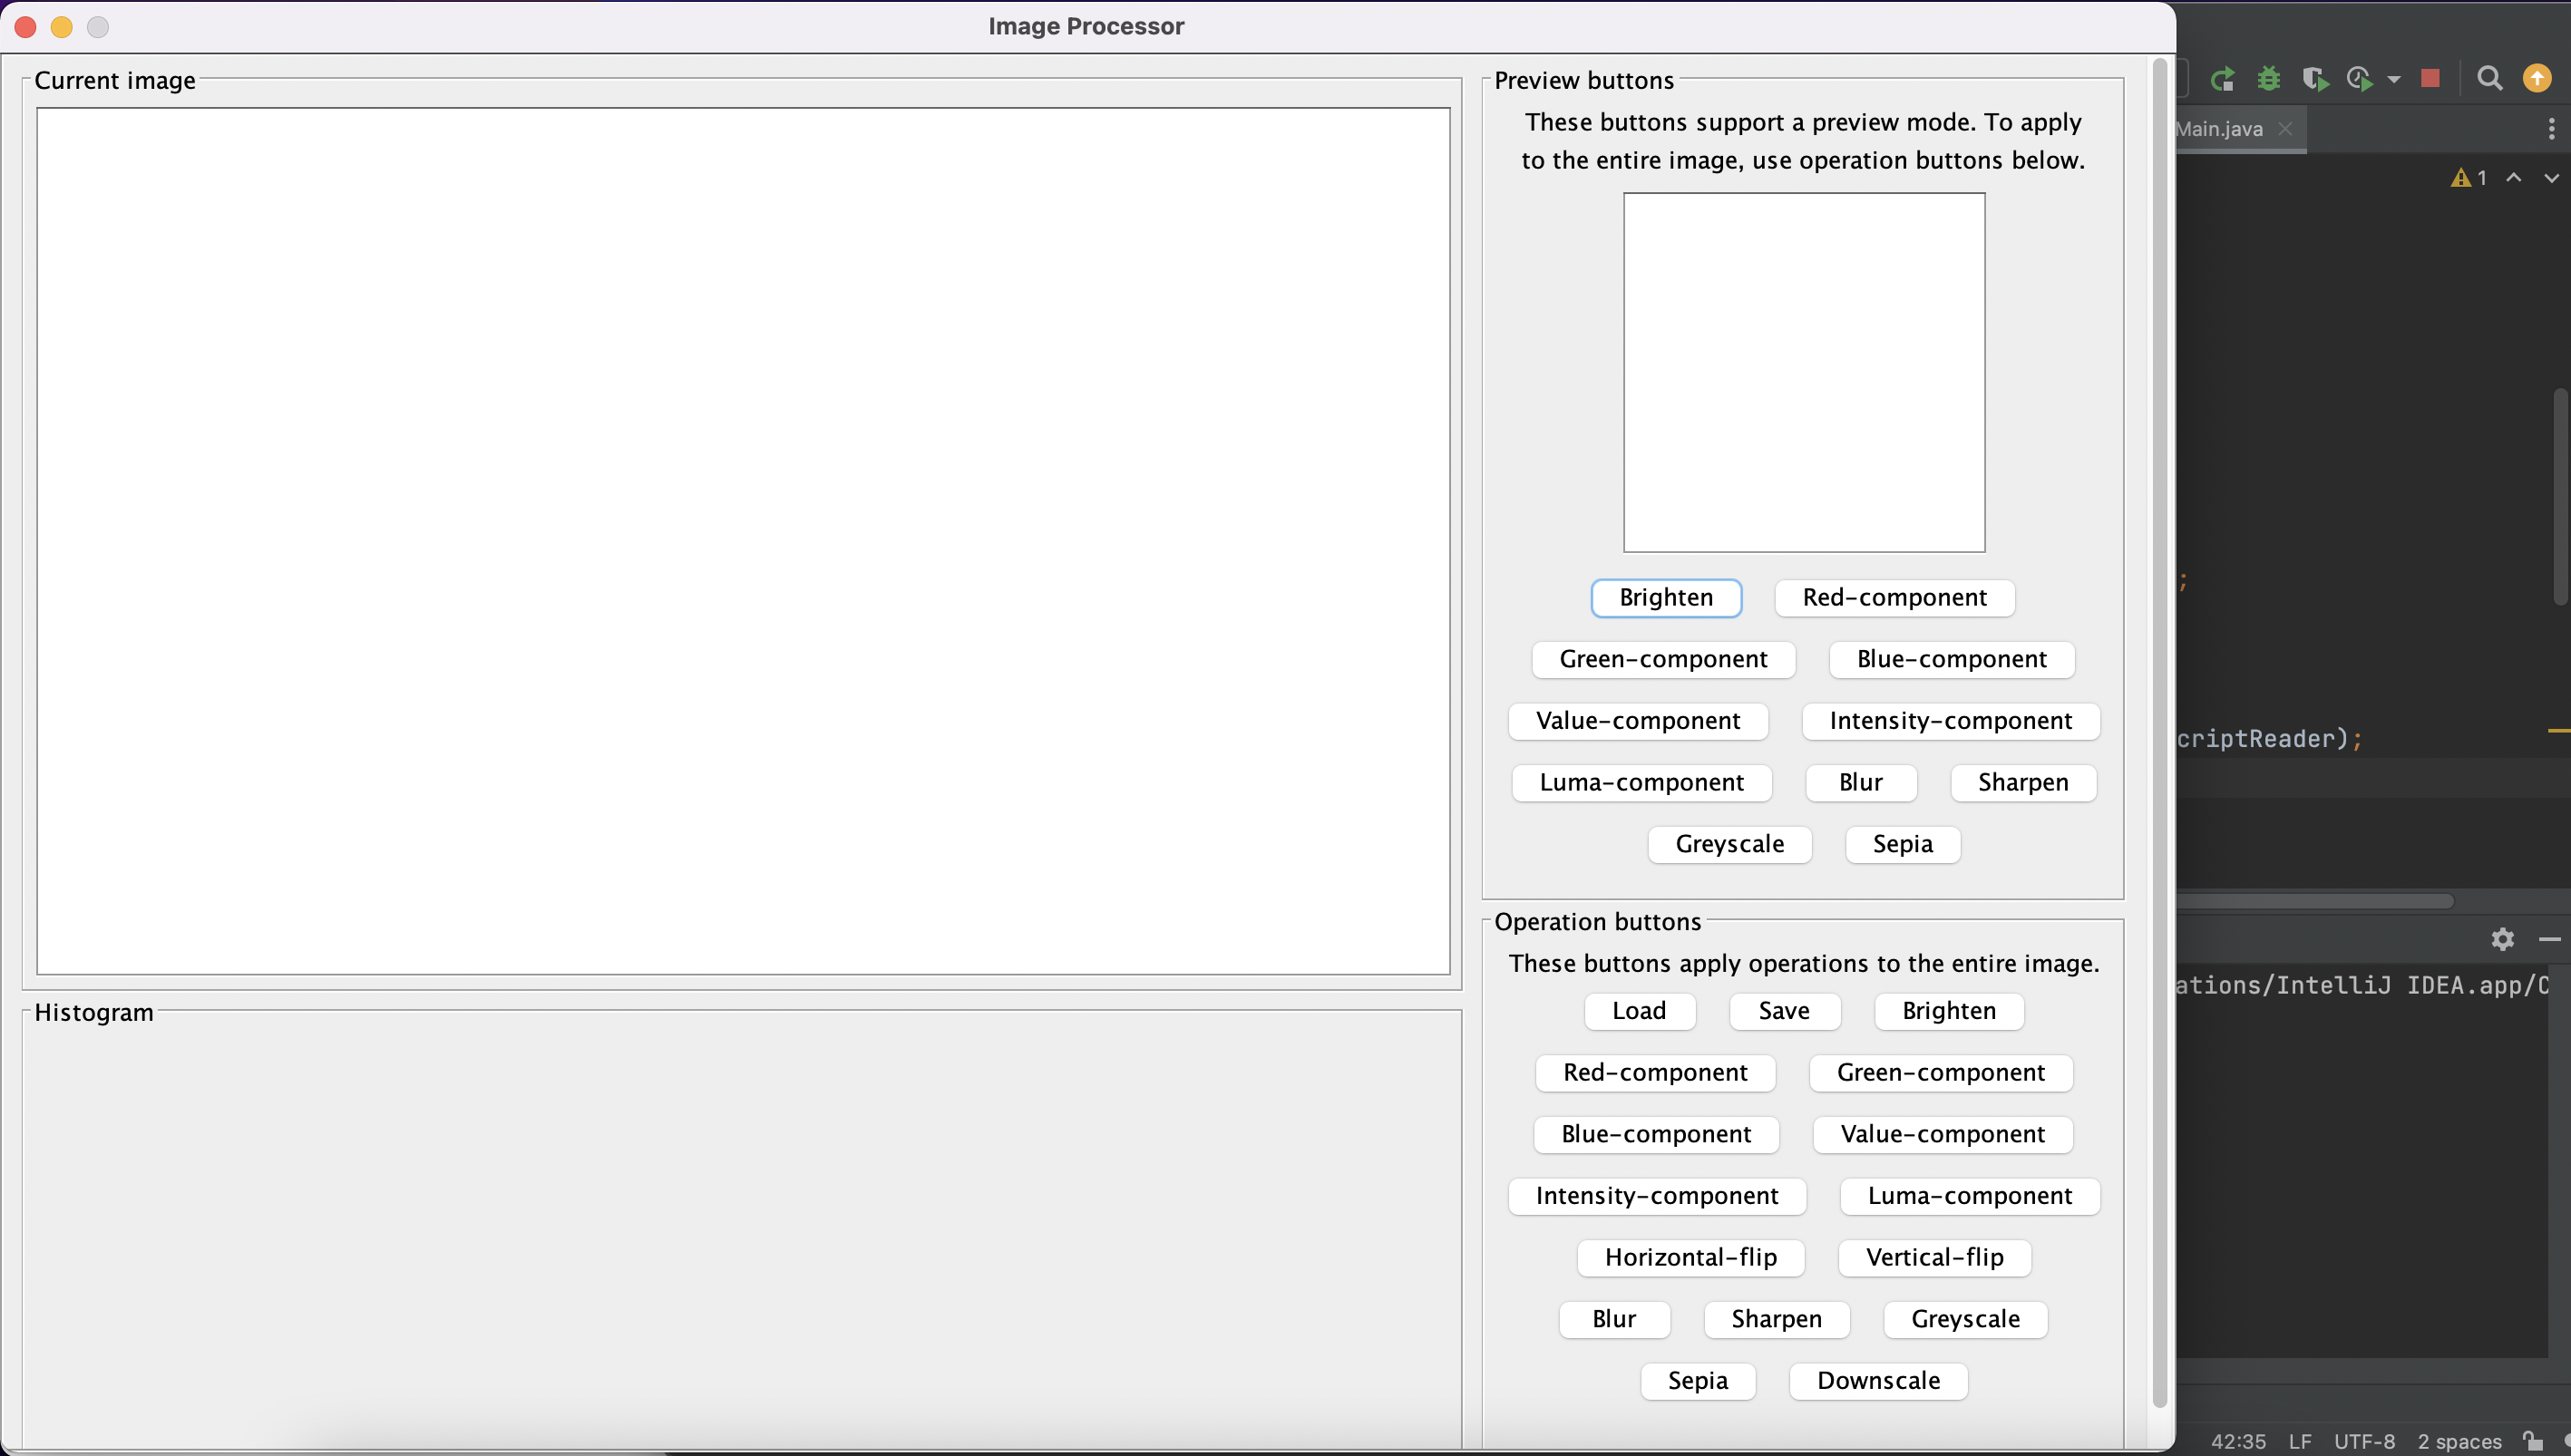 Image Processor
Current image
Preview buttons
These buttons support a preview mode. To apply
to the entire image, use operation buttons below.
Brighten
Red-component
Green-component
Blue-component
Value-component
Intensity-component
Luma-component
Blur
Sharpen
Greyscale
Sepia
Operation buttons
These buttons apply operations to the entire image.
Load
Save
Brighten
Red-component
Green-component
Blue-component
Value-component
Intensity-component
Luma-component
Horizontal-flip
Vertical-flip
Blur
Sharpen
Greyscale
Sepia
Downscale
Histogram
Main.java
1
;
criptReader);
ations/IntelliJ IDEA.app/C
42:35 LF UTF-8 2 spaces